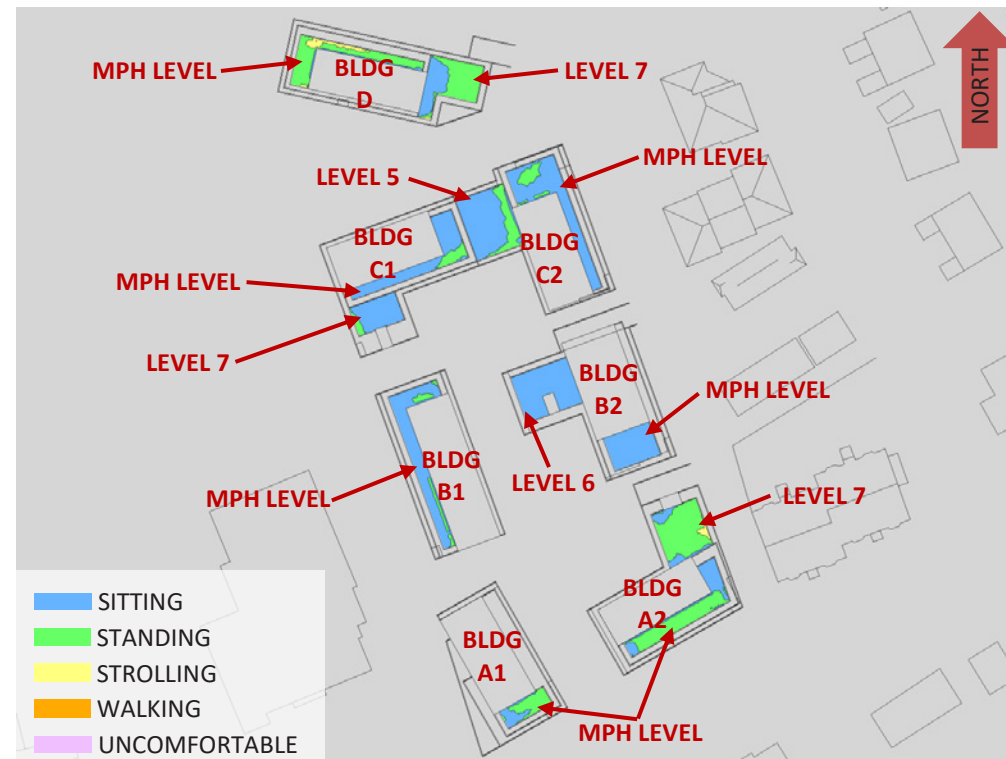 NORTH
MPH LEVEL
BLDG
D
LEVEL 7
LEVEL 5
MPH LEVEL
BLDG
C1
BLDG
C2
MPH LEVEL
LEVEL 7
BLDG
B2
MPH LEVEL
BLDG
B1
MPH LEVEL
LEVEL 6
LEVEL 7
BLDG
A2
BLDG
A1
MPH LEVEL
SITTING
STANDING
STROLLING
WALKING
UNCOMFORTABLE